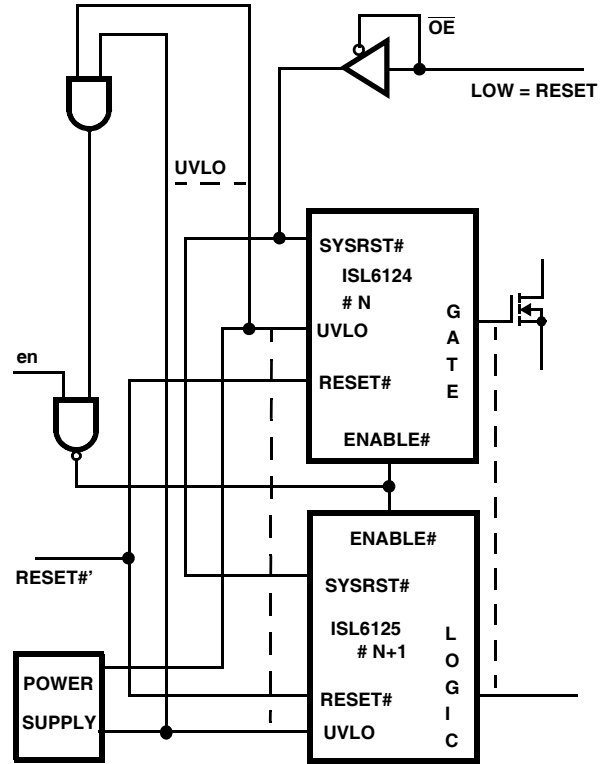 OE
LOW = RESET
UVLO
SYSRST#
ISL6124
# N
UVLO
G
A
T
E
en
RESET#
ENABLE#
ENABLE#
RESET#’
SYSRST#
ISL6125
# N+1
L
O
G
I
C
POWER
SUPPLY
RESET#
UVLO